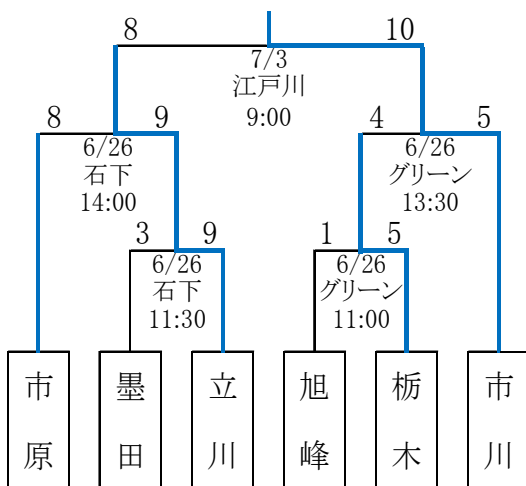 8 10
7/3
江戸川
9:00
8 9 4 5
6/26
石下
14:00
6/26
グリーン
13:30
3 9 1 5
6/26
石下
11:30
6/26
グリーン
11:00
市原
墨田
立川
旭峰
栃木
市川